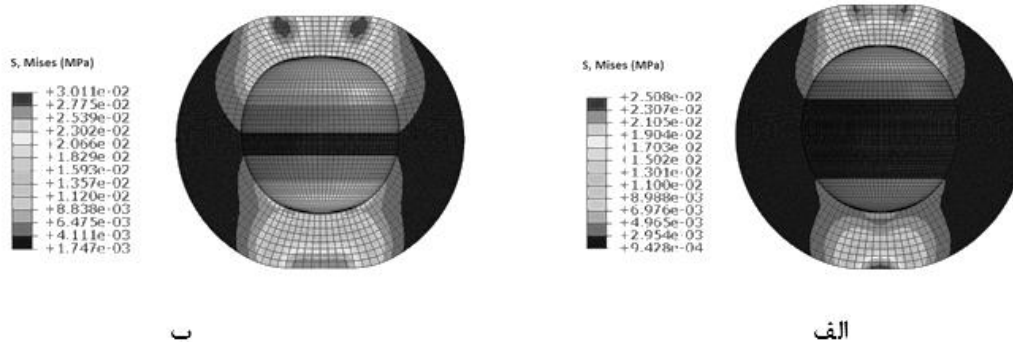 S, Mises (MPa)
+3.011e-02
+2.775e-02
+2.539e-02
+2.302e-02
+2.066e-02
+1.829e-02
+1.593e-02
+1.357e-02
+1.120e-02
+8.838e-03
+6.475e-03
+4.111e-03
+1.747e-03
ب
S, Mises (MPa)
+2.508e-02
+2.307e-02
+2.105e-02
+1.904e-02
+1.703e-02
+1.502e-02
+1.301e-02
+1.100e-02
+8.988e-03
+6.976e-03
+4.965e-03
+2.954e-03
+9.428e-04
الف